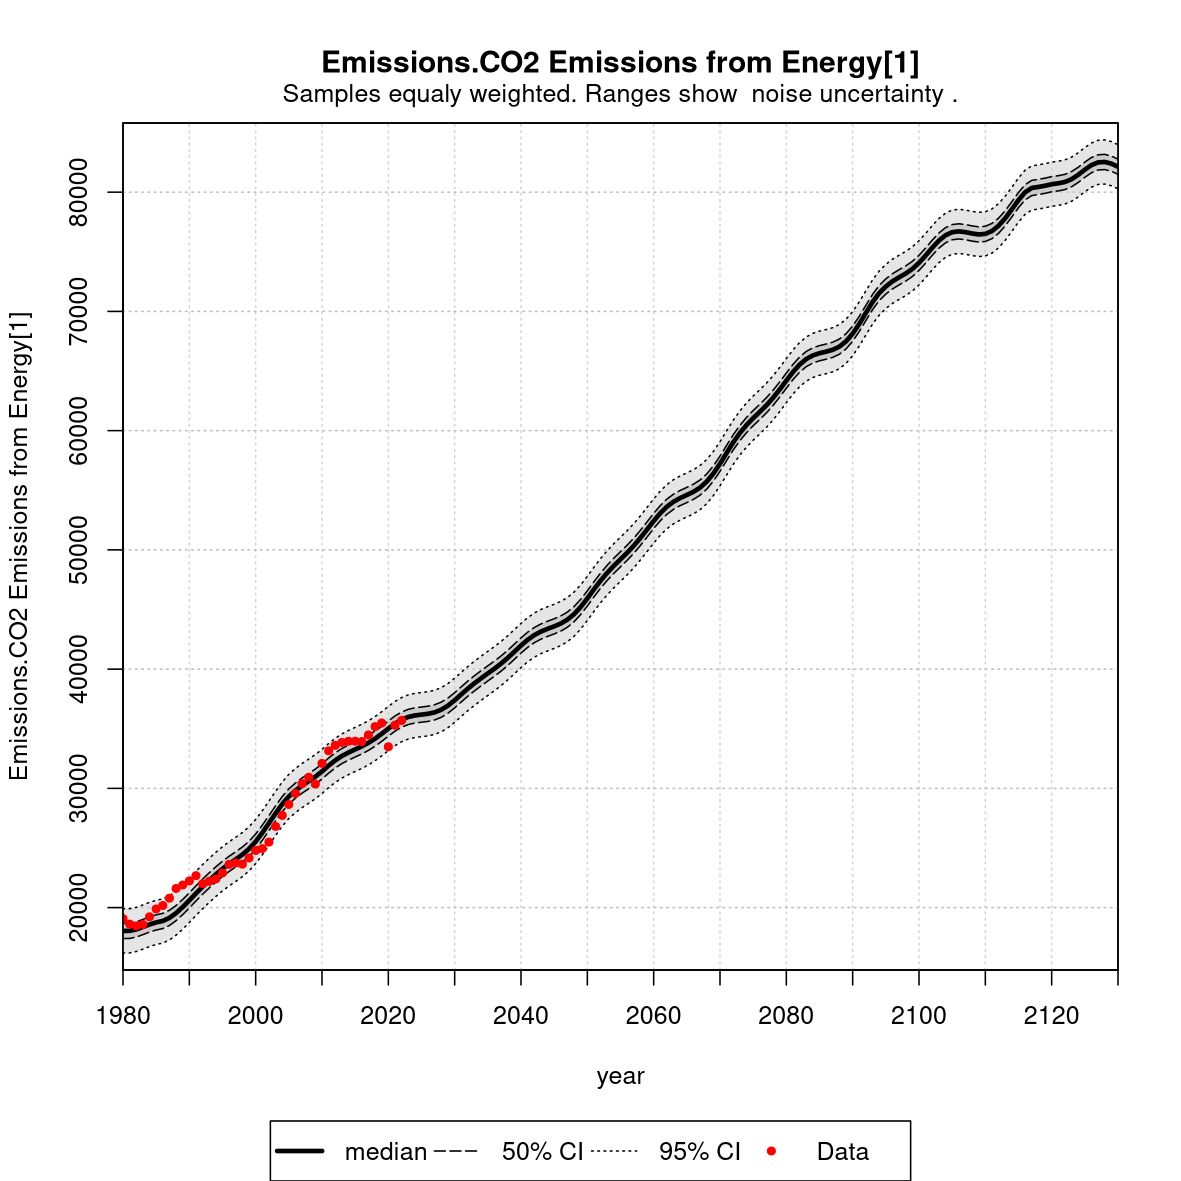 Emissions.CO2 Emissions from Energy[1]
Samples equaly weighted. Ranges show  noise uncertainty .
Emissions.CO2 Emissions from Energy[1]
80000
70000
60000
50000
40000
30000
20000
1980 2000 2020 2040 2060 2080 2100 2120
year
median 50% CI 95% CI Data